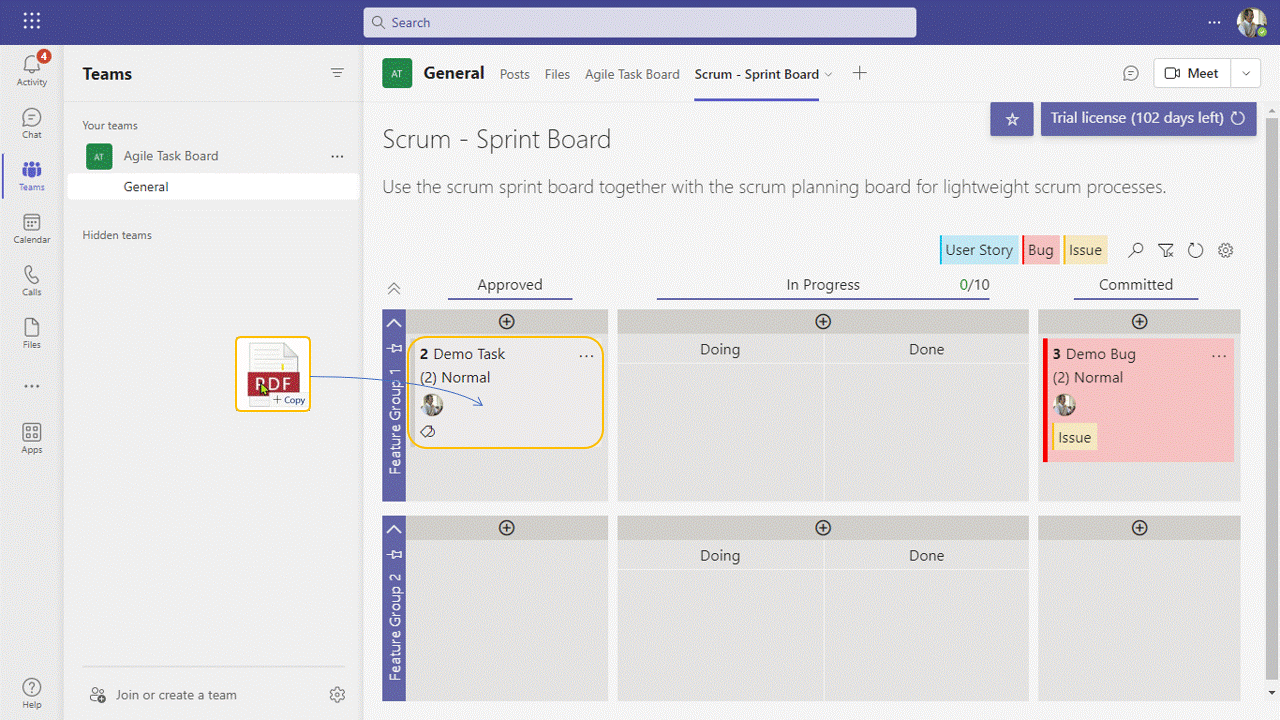 Search
4
Activity
Chat
Teams
Calendar
Calls
Files
Apps
Help
Teams
Your teams
AT Agile Task Board
General
Hidden teams
PDF
+ Copy
Join or create a team
AT General Posts Files Agile Task Board Scrum - Sprint Board
Meet
Trial license (102 days left)
Scrum - Sprint Board
Use the scrum sprint board together with the scrum planning board for lightweight scrum processes.
User Story Bug Issue
Approved In Progress 0/10 Committed
Feature Group 1
2 Demo Task
(2) Normal
Doing Done
3 Demo Bug
(2) Normal
Issue
Feature Group 2
Doing Done